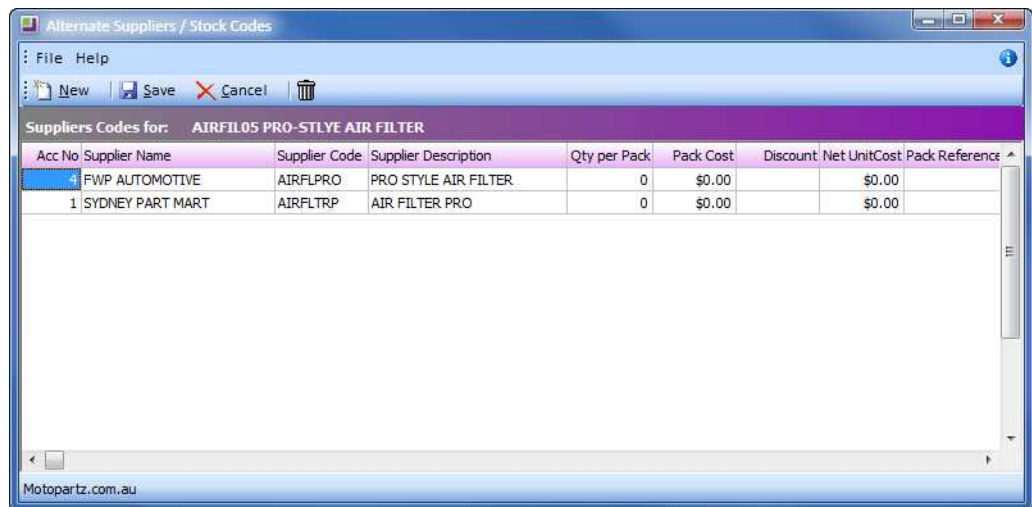 Alternate Suppliers / Stock Codes
File Help
New Save Cancel
Suppliers Codes for: AIRFIL05 PRO-STLYE AIR FILTER
Acc No Supplier Name Supplier Code Supplier Description Qty per Pack Pack Cost Discount Net UnitCost Pack Reference
4 FWP AUTOMOTIVE AIRFLPRO PRO STYLE AIR FILTER 0 $0.00 $0.00
1 SYDNEY PART MART AIRFLTRP AIR FILTER PRO 0 $0.00 $0.00
Motopartz.com.au